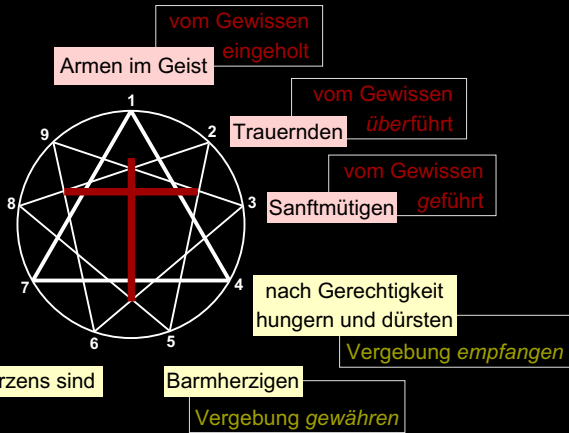 vom Gewissen
eingeholt
Armen im Geist
vom Gewissen
überführt
Trauernden
vom Gewissen
geführt
Sanftmütigen
1
2
3
4
5
6
7
8
9
nach Gerechtigkeit
hungern und dürsten
Vergebung empfangen
rzens sind
Barmherzigen
Vergebung gewähren